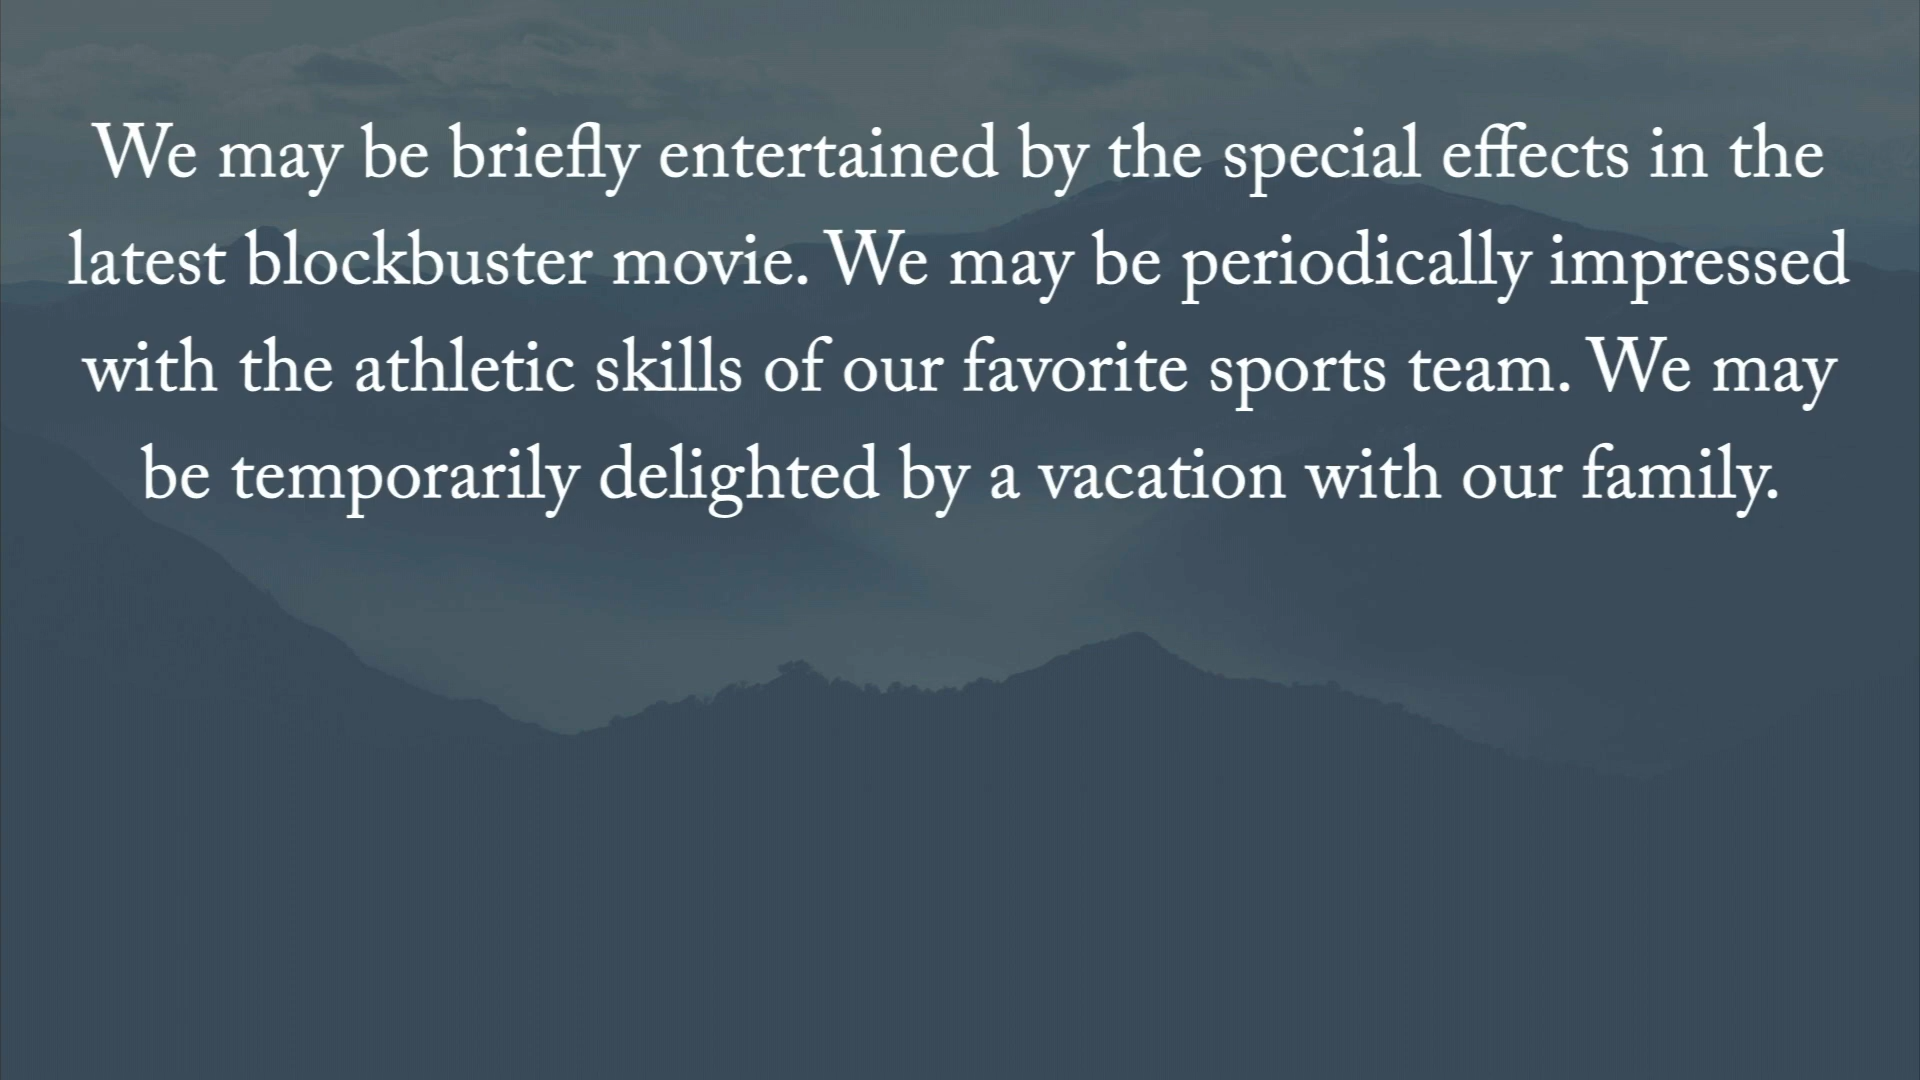 We may be briefly entertained by the special effects in the
latest blockbuster movie. We may be periodically impressed
with the athletic skills of our favorite sports team. We may
be temporarily delighted by a vacation with our family.